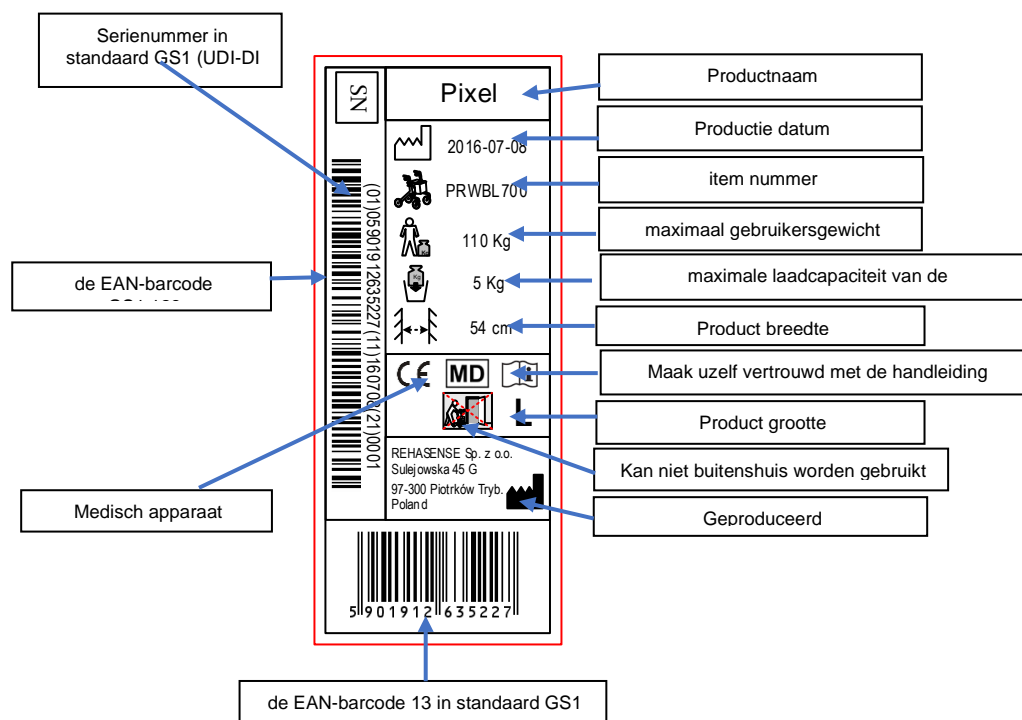 Serienummer in
standaard GS1 (UDI-DI
de EAN-barcode
Medisch apparaat
SN
(01)05901912635227(11)160708(21)0001
Pixel
2016-07-08
PRWBL700
110 Kg
5 Kg
54 cm
CE MD
L
REHASENSE Sp. z o.o.
Sulejowska 45 G
97-300 Piotrków Tryb.
Poland
5 901912 635227
Productnaam
Productie datum
item nummer
maximaal gebruikersgewicht
maximale laadcapaciteit van de
Product breedte
Maak uzelf vertrouwd met de handleiding
Product grootte
Kan niet buitenshuis worden gebruikt
Geproduceerd
de EAN-barcode 13 in standaard GS1